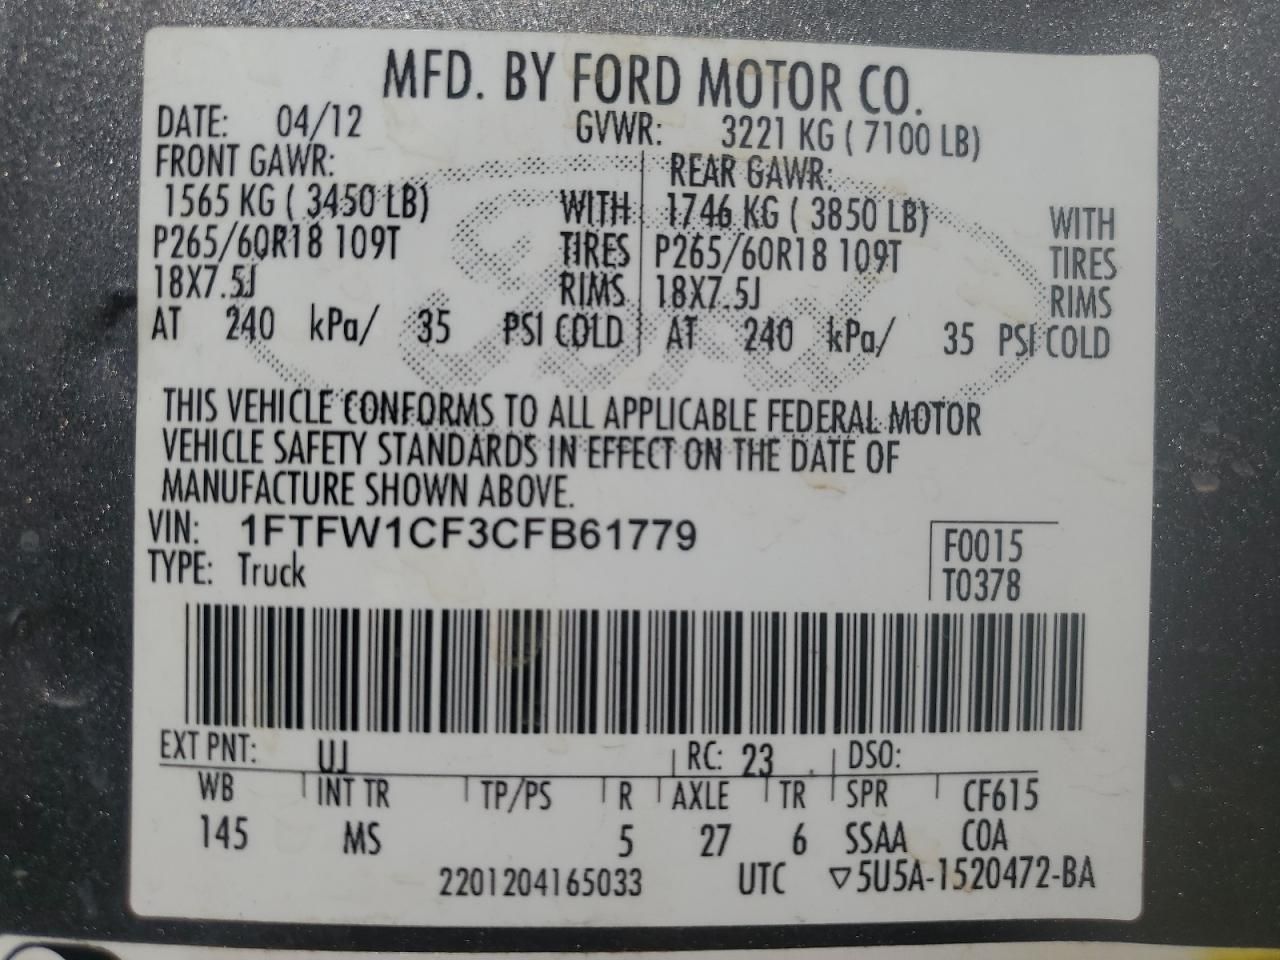 MFD. BY FORD MOTOR CO.
DATE: 04/12 GVWR: 3221 KG ( 7100 LB)
FRONT GAWR: REAR GAWR:
1565 KG ( 3450 LB) WITH 1746 KG ( 3850 LB) WITH
P265/60R18 109T TIRES P265/60R18 109T TIRES
18X7.5J RIMS 18X7.5J RIMS
AT 240 kPa/ 35 PSI COLD AT 240 kPa/ 35 PSI COLD
THIS VEHICLE CONFORMS TO ALL APPLICABLE FEDERAL MOTOR
VEHICLE SAFETY STANDARDS IN EFFECT ON THE DATE OF
MANUFACTURE SHOWN ABOVE.
VIN: 1FTFW1CF3CFB61779 F0015
TYPE: Truck T0378
EXT PNT: UJ RC: 23 DSO:
WB INT TR TP/PS R AXLE TR SPR CF615
145 MS 5 27 6 SSAA COA
2201204165033 UTC ▽5U5A-1520472-BA
Ford